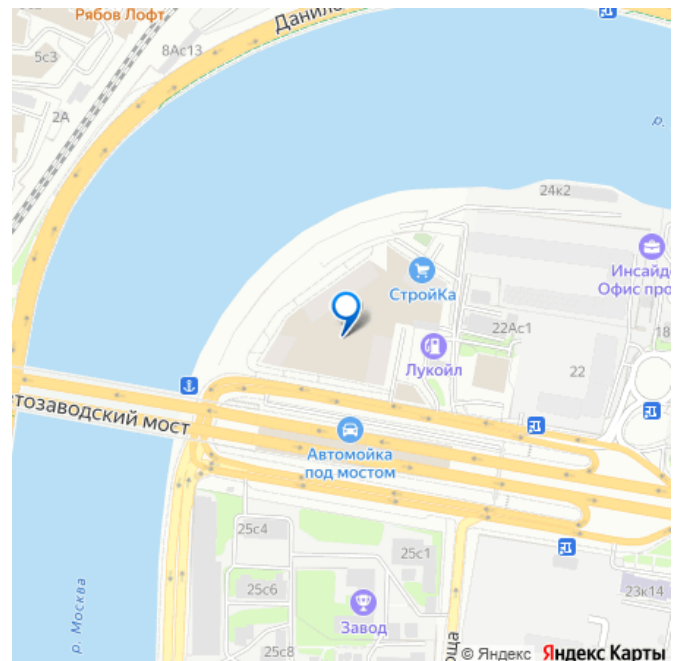 Рябов Лофт
Данило
8Ас13
5с3
2А
р.
24к2
СтройКа
Инсайд
Офис про
22Ас1
18
Лукойл
22
втозаводский мост
Автомойка
под мостом
25с4
25с1
25с6
Завод
23к14
25с8
р. Москва
оща
© Яндекс Яндекс Карты